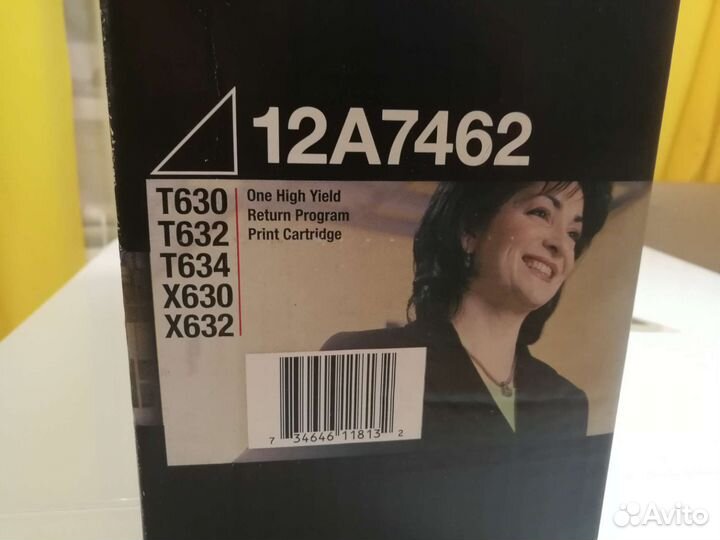 12A7462
T630
T632
T634
X630
X632
One High Yield
Return Program
Print Cartridge
7 34646 11813 2
Avito